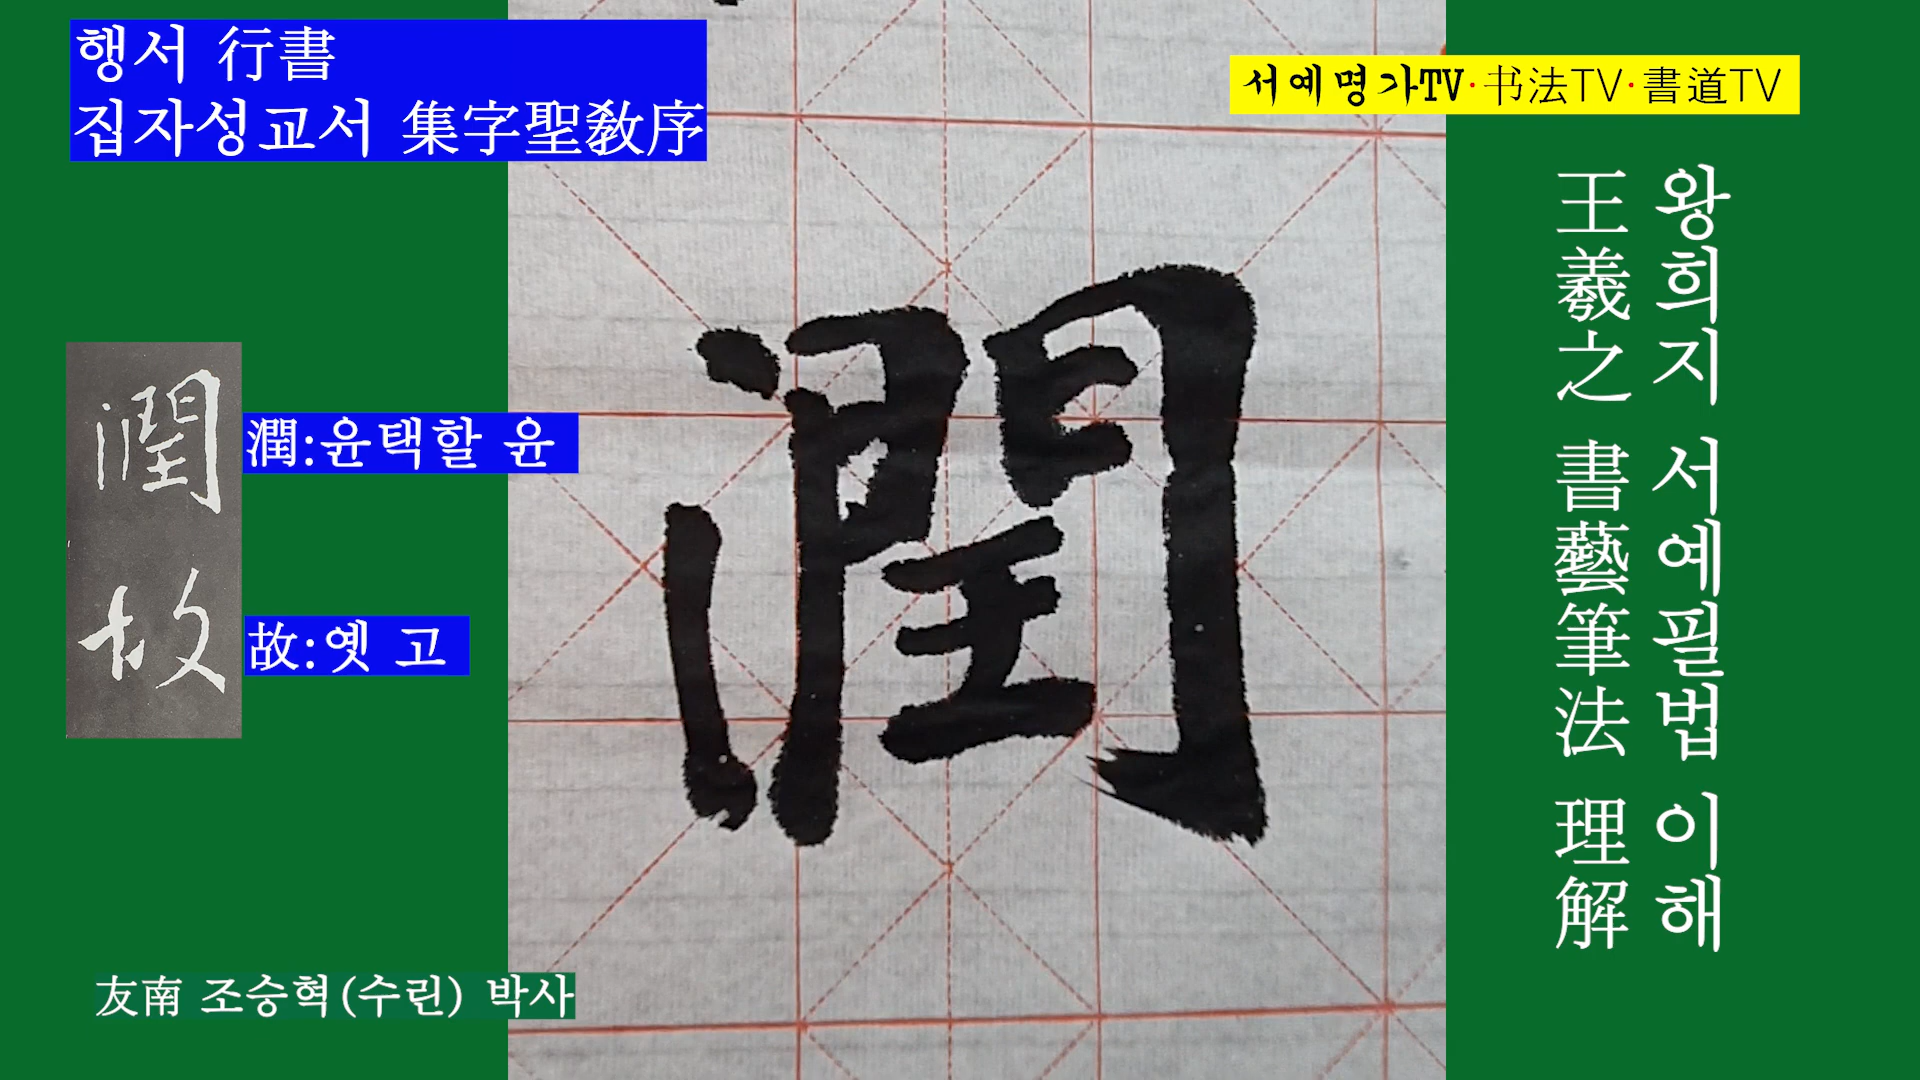 행서 行書
집자성교서 集字聖教序
서예명가TV·书法TV·書道TV
왕희지 서예필법 이해
王羲之 書藝筆法 理解
潤
故
潤:윤택할 윤
故:옛 고
潤
友南 조승혁(수린) 박사